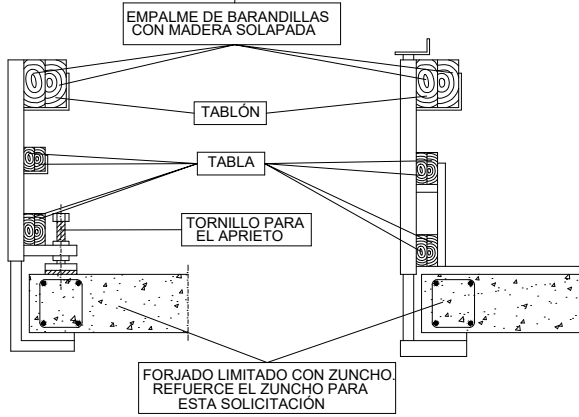 EMPALME DE BARANDILLAS
CON MADERA SOLAPADA
TABLÓN
TABLA
TORNILLO PARA
EL APRIETO
FORJADO LIMITADO CON ZUNCHO.
REFUERCE EL ZUNCHO PARA
ESTA SOLICITACIÓN